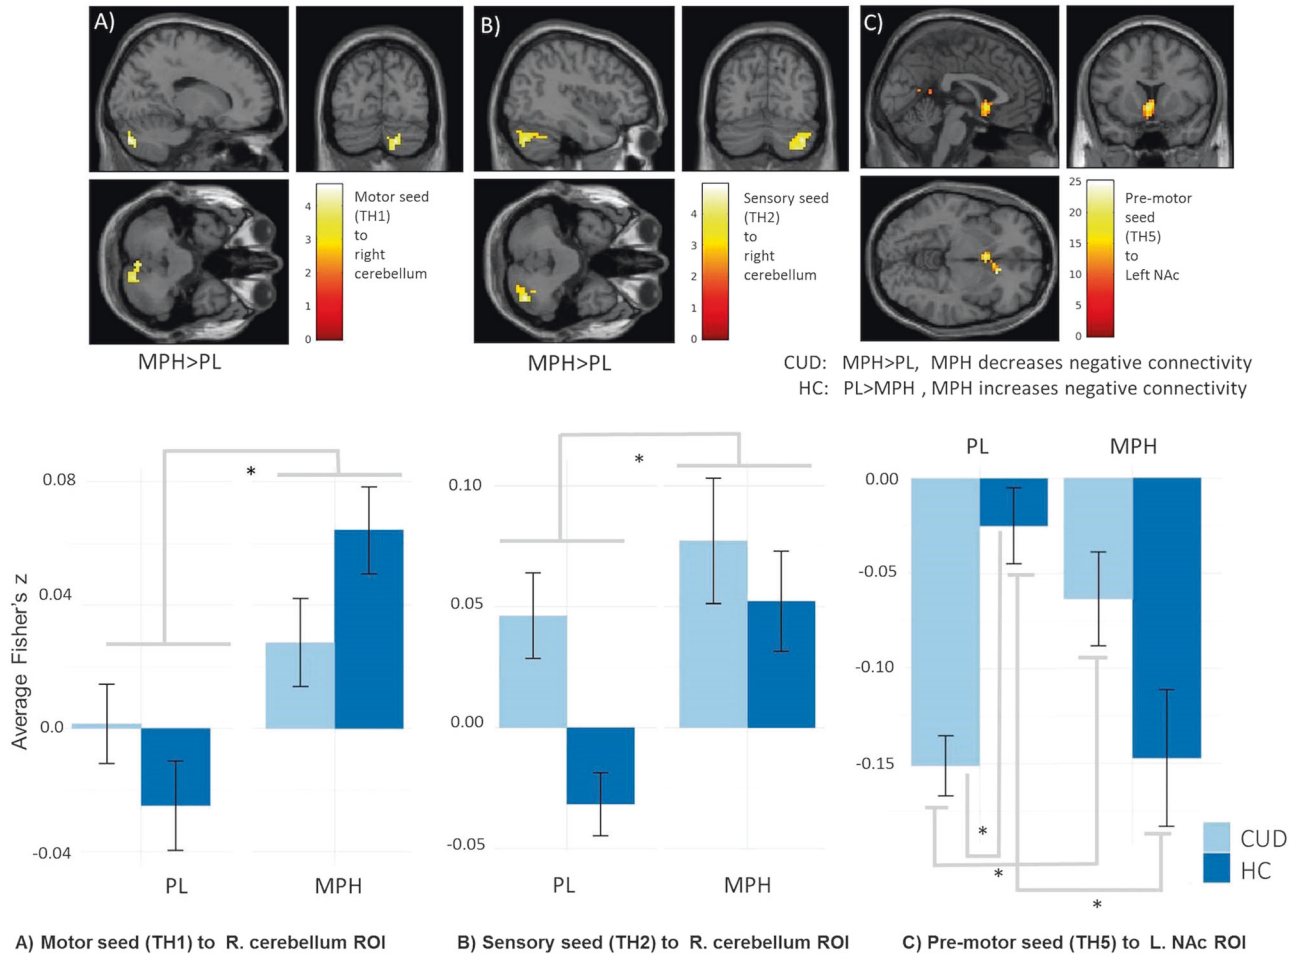 A)
B)
C)
4
3
2
1
0
Motor seed
(TH1)
to
right
cerebellum
4
3
2
1
0
Sensory seed
(TH2)
to
right
cerebellum
25
20
15
10
5
0
Pre-motor
seed
(TH5)
to
Left NAc
MPH>PL
MPH>PL
CUD: MPH>PL, MPH decreases negative connectivity
HC: PL>MPH , MPH increases negative connectivity
Average Fisher's z
0.08
0.04
0.0
-0.04
*
PL
MPH
0.10
0.05
0.00
-0.05
*
PL
MPH
PL
MPH
0.00
-0.05
-0.10
-0.15
*
*
*
CUD
HC
A) Motor seed (TH1) to R. cerebellum ROI
B) Sensory seed (TH2) to R. cerebellum ROI
C) Pre-motor seed (TH5) to L. NAc ROI